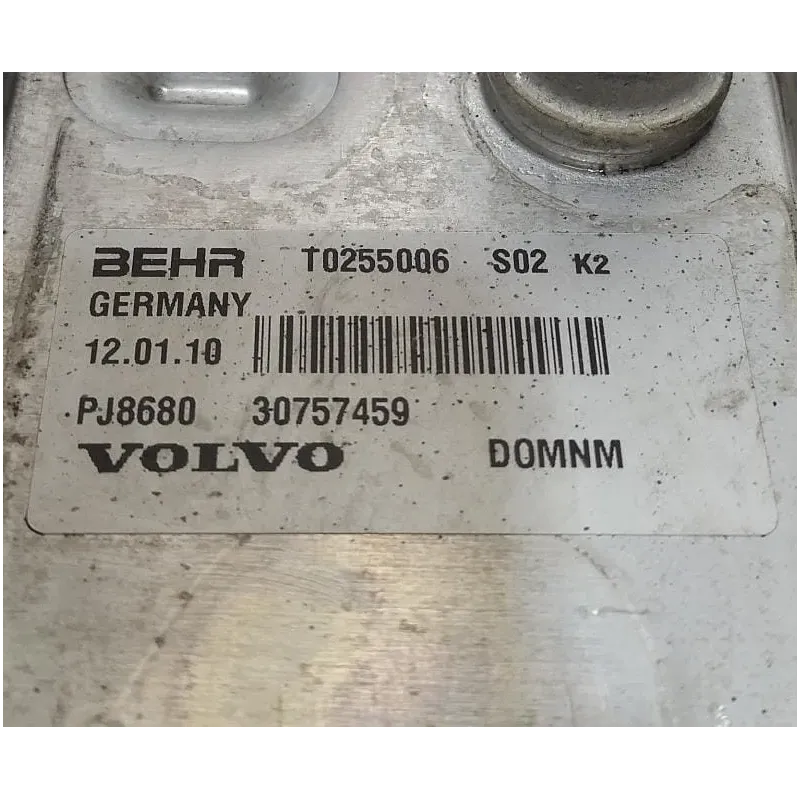 BEHR T0255006 S02 K2
GERMANY
12.01.10
PJ8680 30757459
VOLVO DOMNM